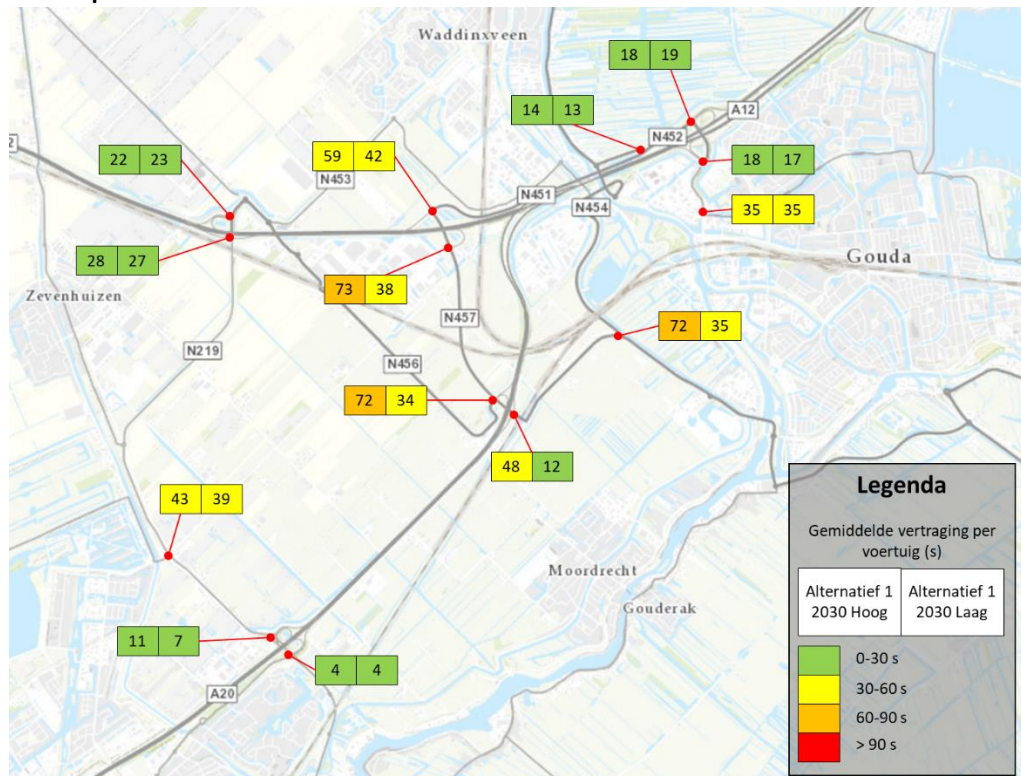 Waddinxveen
18 19
14 13
A12
N452
22 23
59 42
N453
18 17
N451
N454
35 35
28 27
Gouda
Zevenhuizen
73 38
N457
72 35
N219
N456
72 34
48 12
43 39
Legenda
Gemiddelde vertraging per
voertuig (s)
Alternatief 1 Alternatief 1
2030 Hoog 2030 Laag
Moordrecht
Gouderak
11 7
0-30 s
4 4
30-60 s
A20
60-90 s
> 90 s